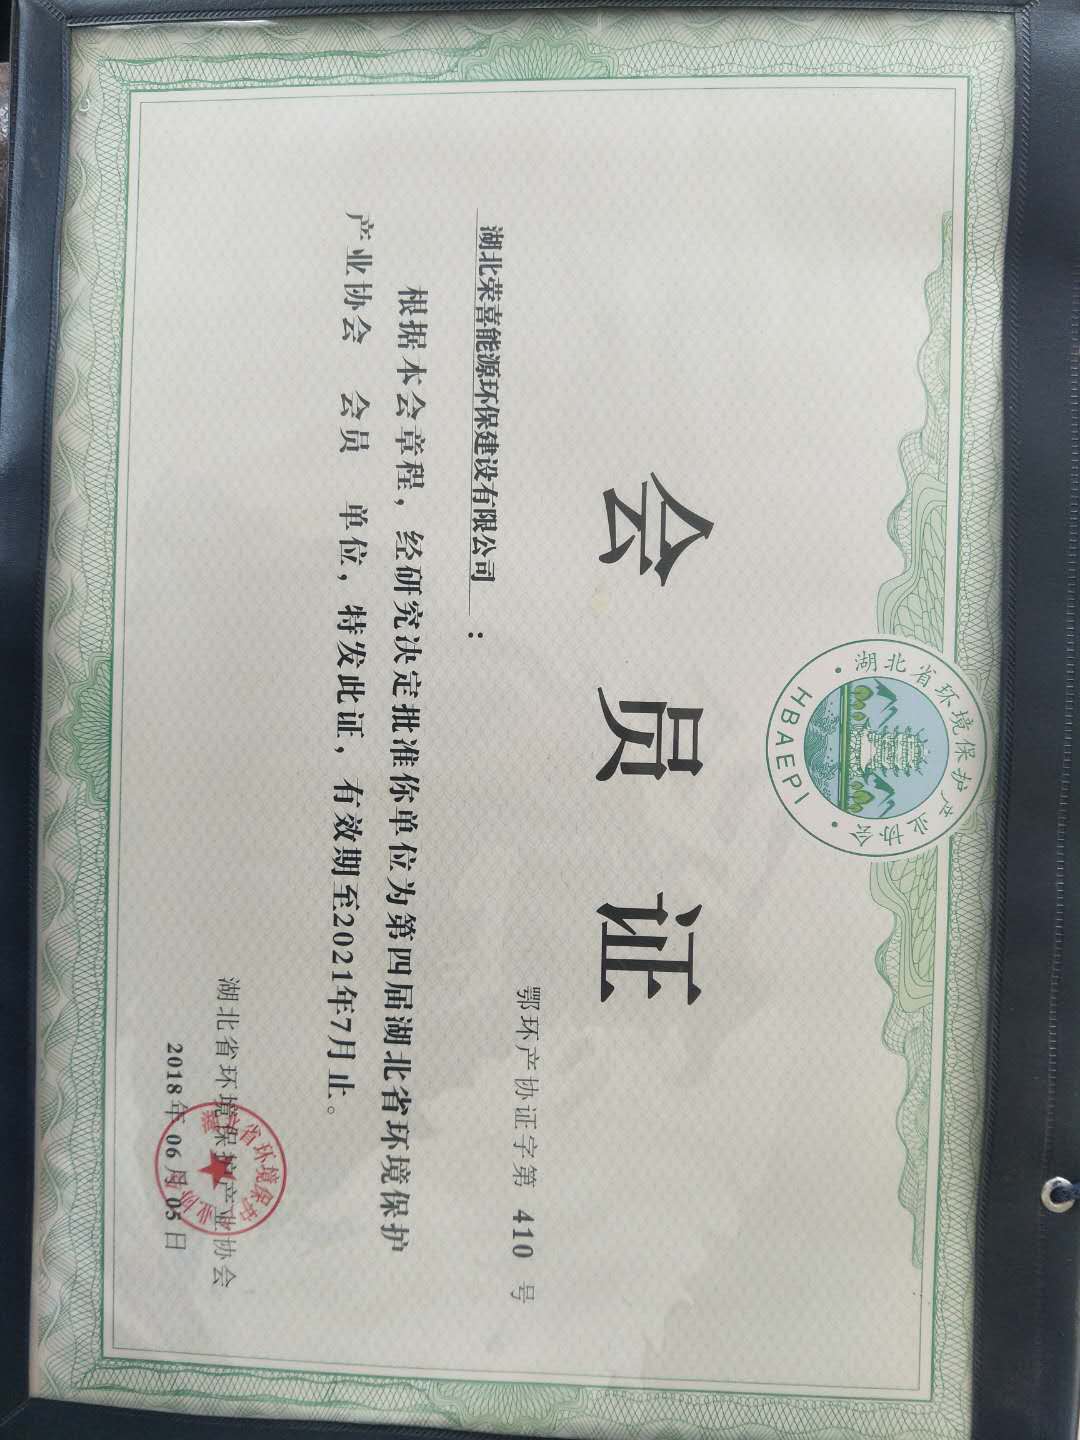 ·湖北省环境保护产业协会·
HBAEPI
会员证
鄂环产协证字第 410 号
湖北荣喜能源环保建设有限公司：
根据本会章程，经研究决定批准你单位为第四届湖北省环境保护
产业协会 会员 单位，特发此证，有效期至2021年7月止。
湖北省环境保护产业协会
2018年 06月 05日